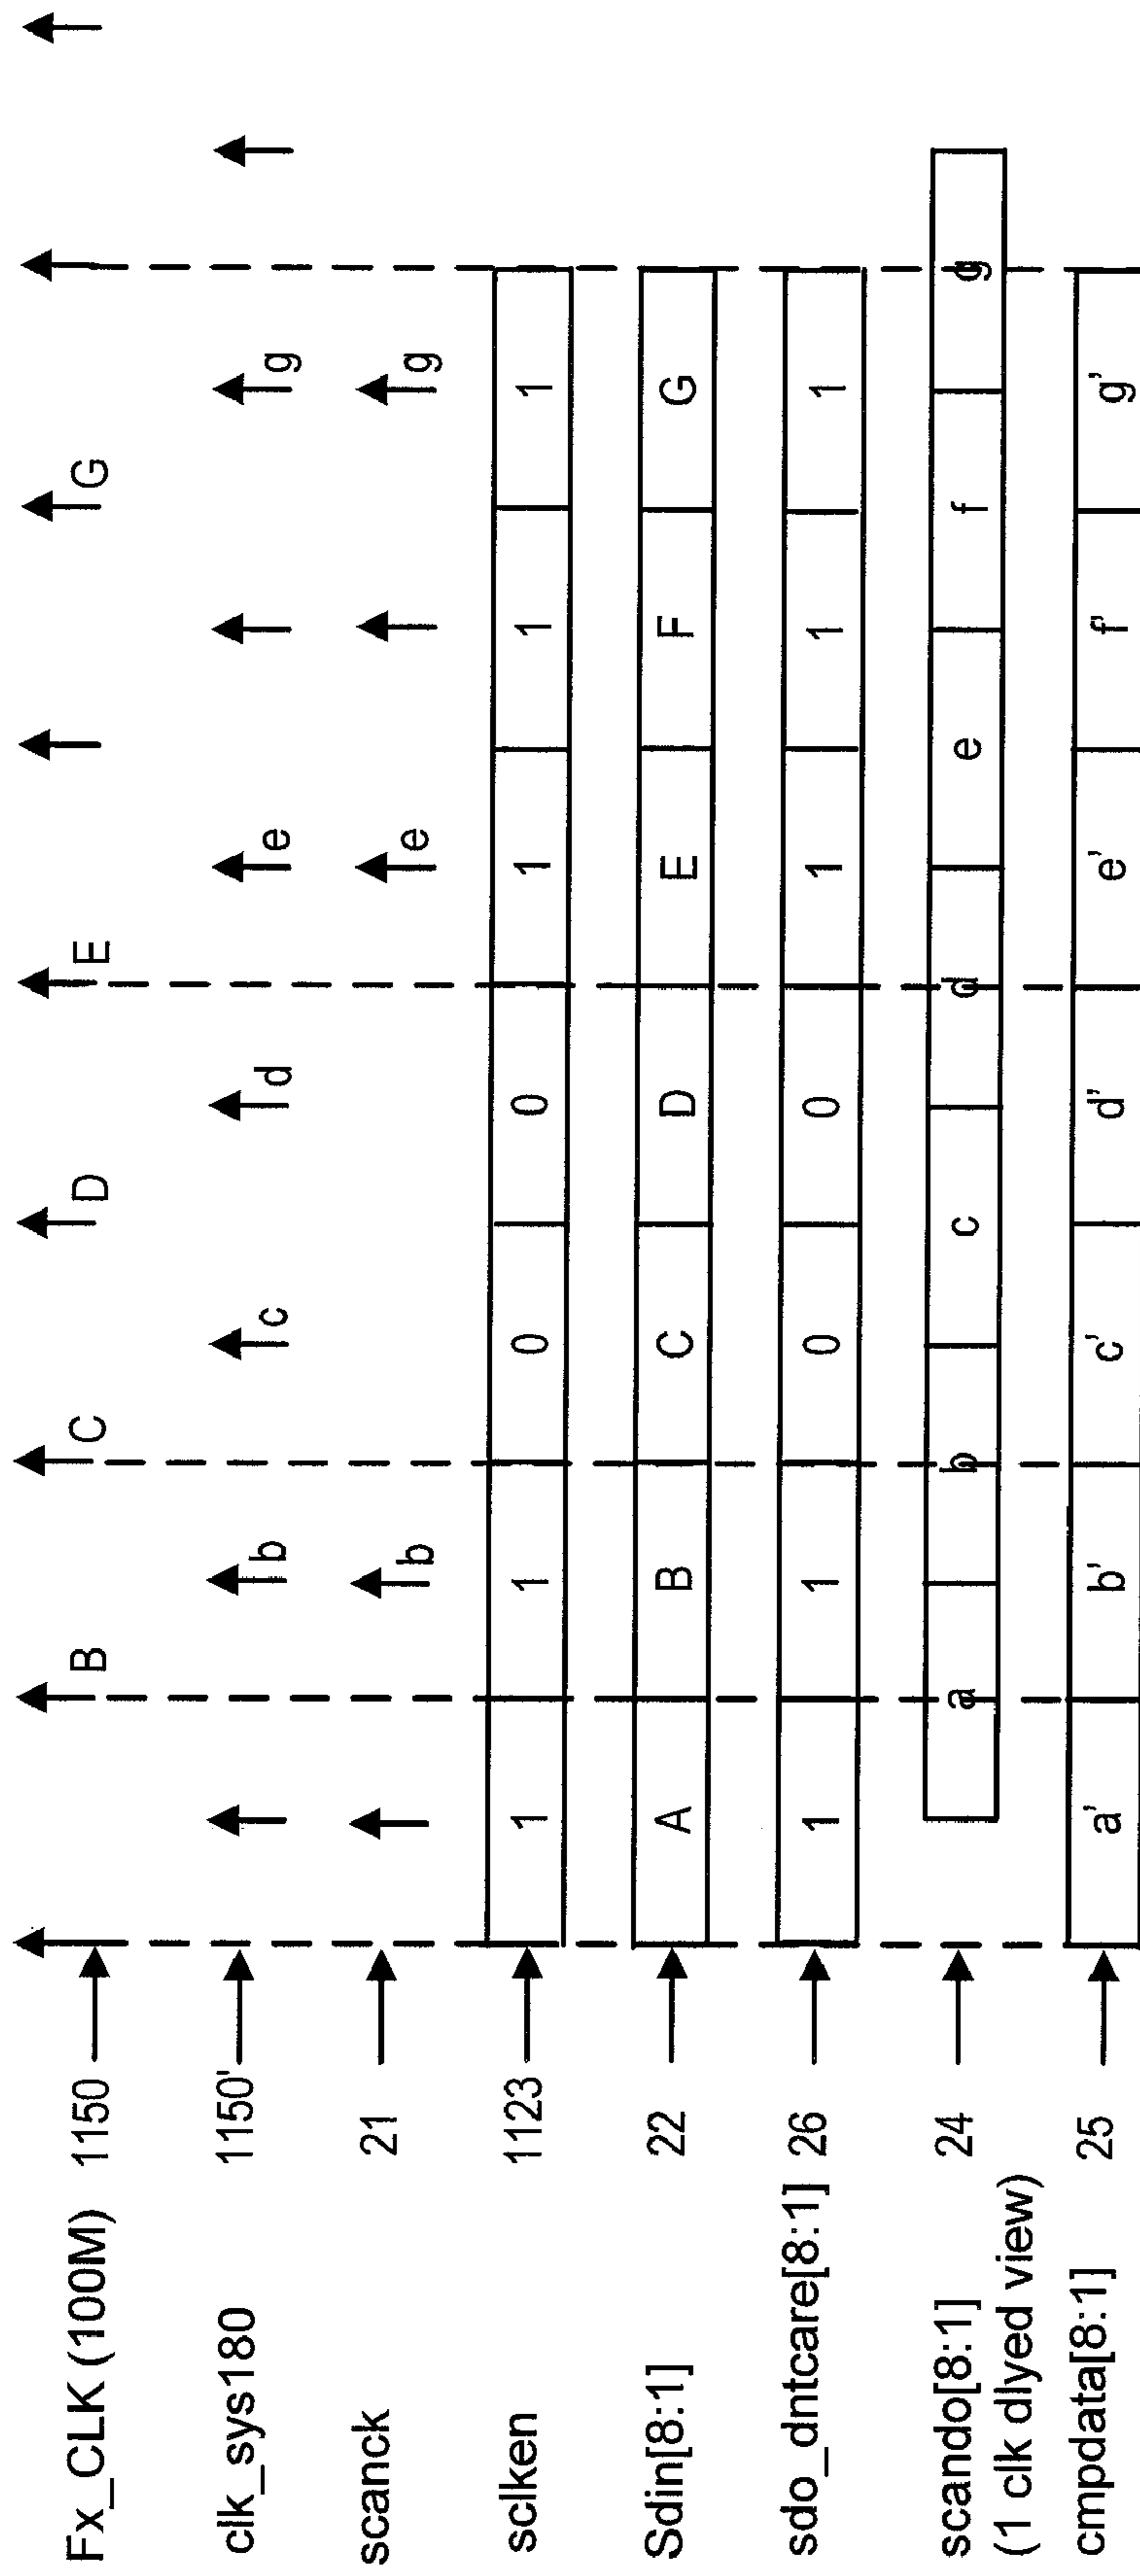 Fx_CLK (100M) 1150 B C D E G
clk_sys180 1150' b c d e g
scanck 21 b e g
sclken 1123 1 1 0 0 1 1 1
Sdin[8:1] 22 A B C D E F G
sdo_dntcare[8:1] 26 1 1 0 0 1 1 1
scando[8:1] 24 a b c d e f g
(1 clk dlyed view)
cmpdata[8:1] 25 a' b' c' d' e' f' g'